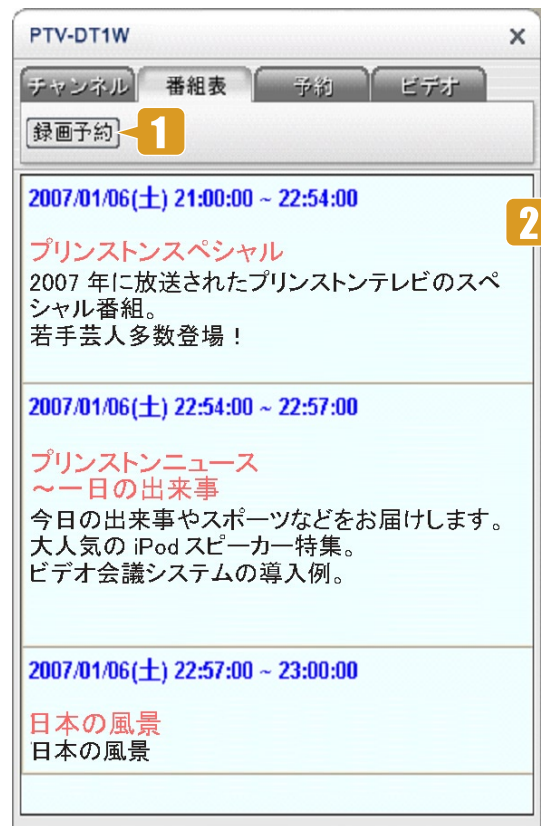 PTV-DT1W x
チャンネル 番組表 予約 ビデオ
録画予約 1
2007/01/06(土) 21:00:00 ~ 22:54:00
2
プリンストンスペシャル
2007 年に放送されたプリンストンテレビのスペ
シャル番組。
若手芸人多数登場！
2007/01/06(土) 22:54:00 ~ 22:57:00
プリンストンニュース
～一日の出来事
今日の出来事やスポーツなどをお届けします。
大人気の iPod スピーカー特集。
ビデオ会議システムの導入例。
2007/01/06(土) 22:57:00 ~ 23:00:00
日本の風景
日本の風景